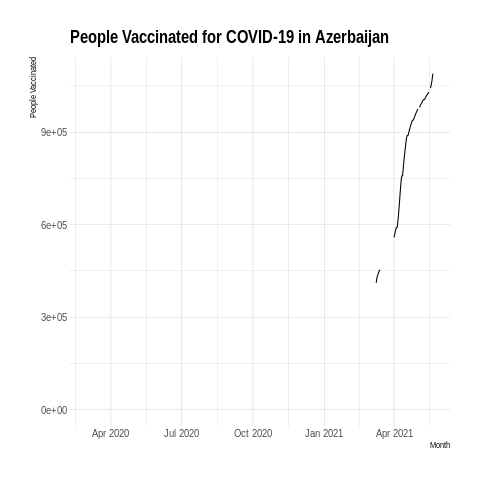 People Vaccinated for COVID-19 in Azerbaijan
People Vaccinated
9e+05
6e+05
3e+05
0e+00
Apr 2020 Jul 2020 Oct 2020 Jan 2021 Apr 2021
Month